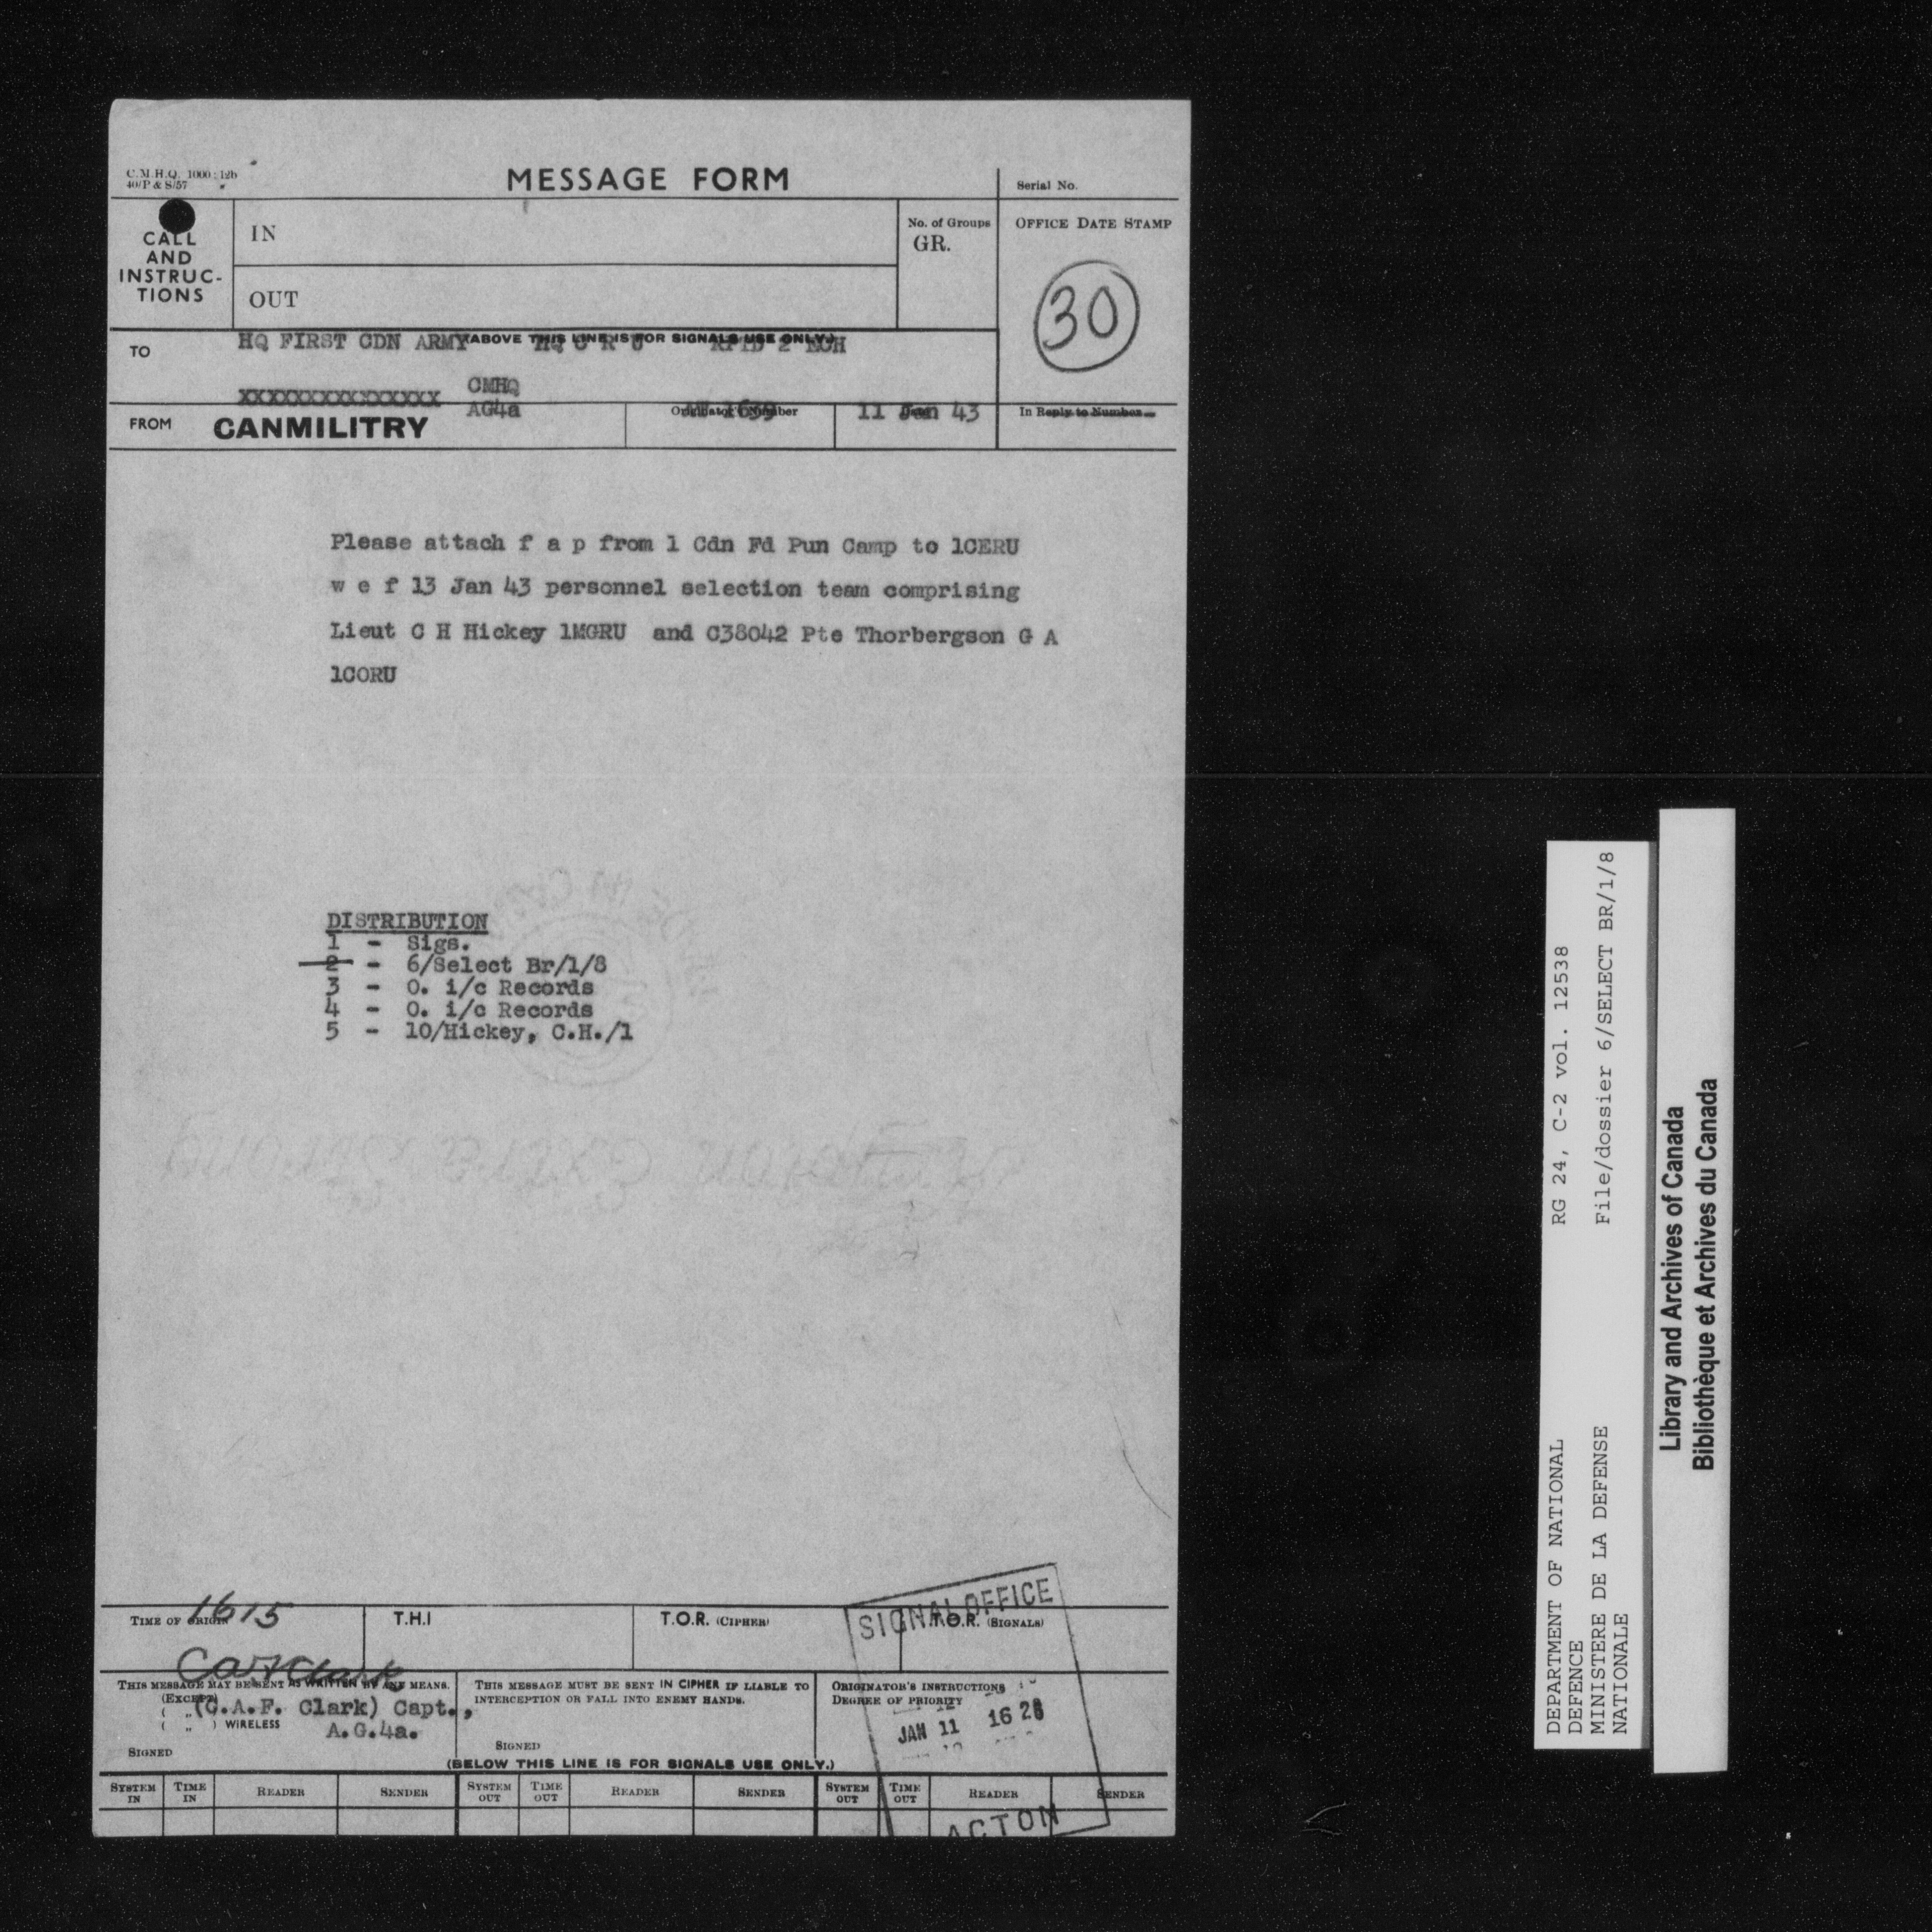 C.M.H.Q. 1000 : 12b
40/P & S/57
MESSAGE FORM
Serial No.
CALL
AND
INSTRUC-
TIONS
IN
OUT
No. of Groups
GR.
OFFICE DATE STAMP
30
(ABOVE THIS LINE IS FOR SIGNALS USE ONLY.)
TO
HQ FIRST CDN ARMY HQ C R U 2 ECH
XXXXXXXXXXXXXXXX
CMHQ
AG4a
FROM
CANMILITRY
Originator's Number
1639
11 Jan 43
In Reply to Number
Please attach f a p from 1 Cdn Fd Pun Camp to 1CERU
w e f 13 Jan 43 personnel selection team comprising
Lieut C H Hickey 1MGRU and C38042 Pte Thorbergson G A
1CORU
DISTRIBUTION
1 - Sigs.
2 - 6/Select Br/1/8
3 - O. i/c Records
4 - O. i/c Records
5 - 10/Hickey, C.H./1
TIME OF ORIGIN 1615
T.H.I
T.O.R. (CIPHER)
T.O.R. (SIGNALS)
SIGNAL OFFICE
CAFClark
THIS MESSAGE MAY BE SENT AS WRITTEN BY ANY MEANS.
(EXCEPT)
( „ )
( „ ) WIRELESS
(C.A.F. Clark) Capt.,
A.G.4a.
SIGNED
THIS MESSAGE MUST BE SENT IN CIPHER IF LIABLE TO
INTERCEPTION OR FALL INTO ENEMY HANDS.
SIGNED
ORIGINATOR'S INSTRUCTIONS
DEGREE OF PRIORITY
JAN 11 16 28
(BELOW THIS LINE IS FOR SIGNALS USE ONLY.)
SYSTEM IN TIME IN READER SENDER SYSTEM OUT TIME OUT READER SENDER SYSTEM OUT TIME OUT READER SENDER
ACTON
DEPARTMENT OF NATIONAL
DEFENCE
MINISTERE DE LA DEFENSE
NATIONALE
RG 24, C-2 vol. 12538
File/dossier 6/SELECT BR/1/8
Library and Archives of Canada
Bibliothèque et Archives du Canada